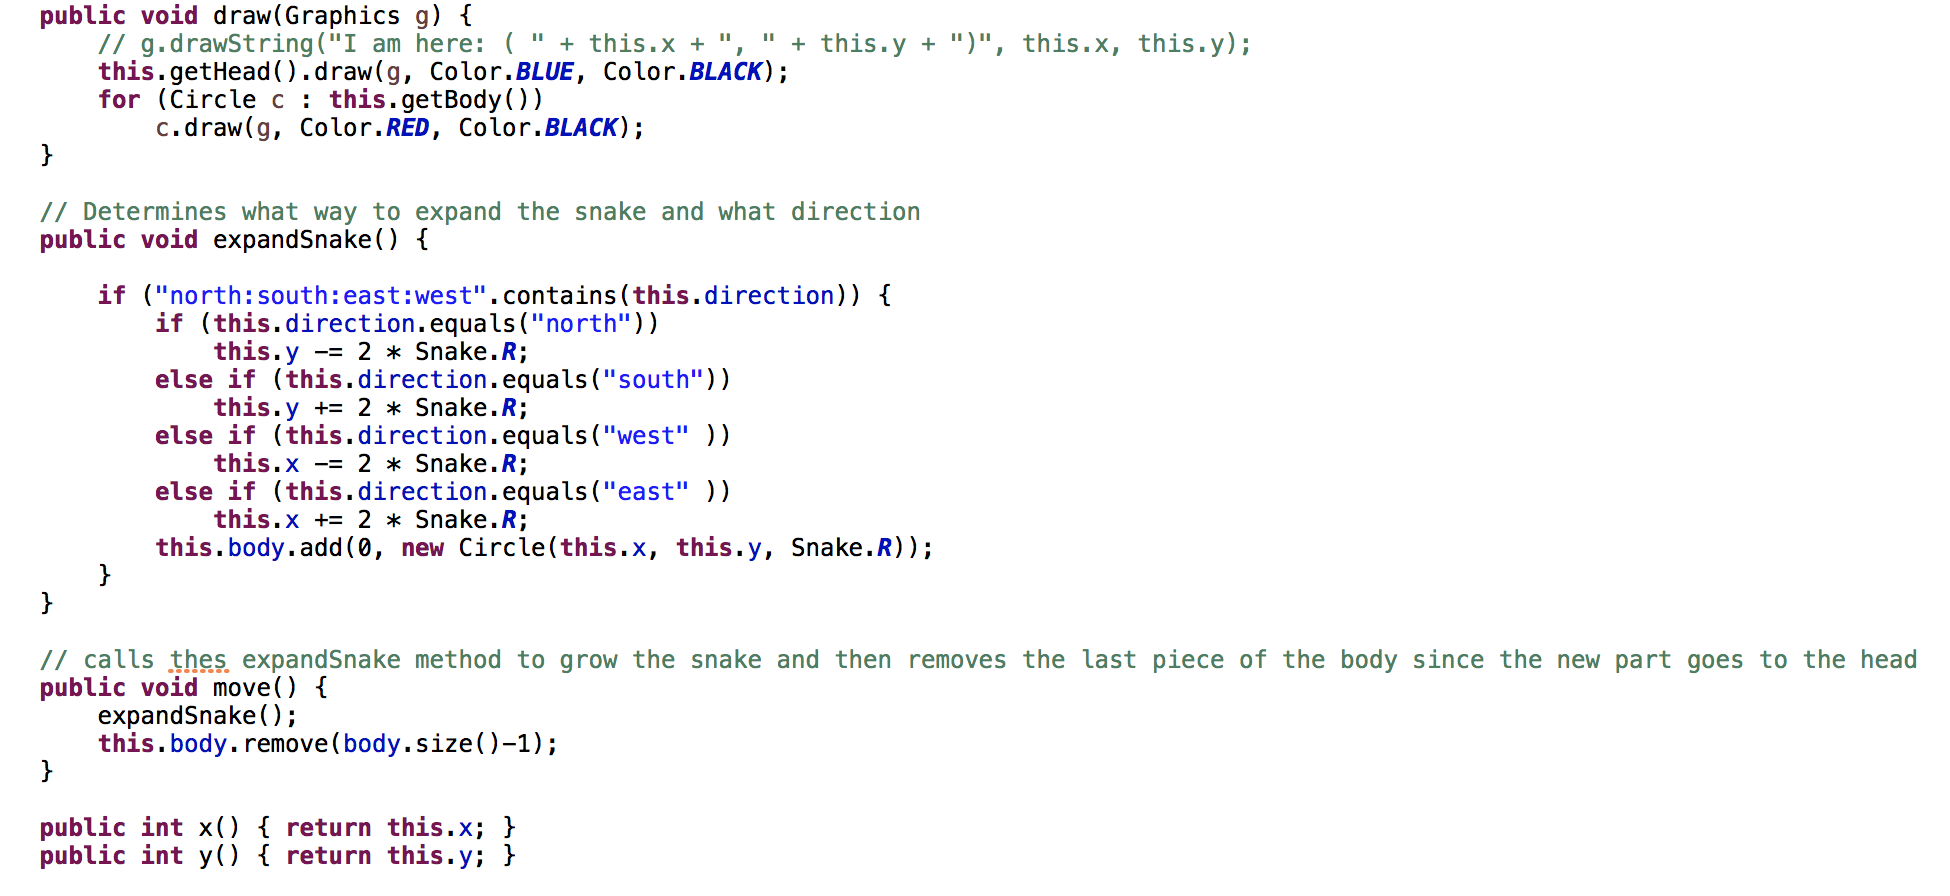 public void draw(Graphics g) {
    // g.drawString("I am here: ( " + this.x + ", " + this.y + ")", this.x, this.y);
    this.getHead().draw(g, Color.BLUE, Color.BLACK);
    for (Circle c : this.getBody())
        c.draw(g, Color.RED, Color.BLACK);
}

// Determines what way to expand the snake and what direction
public void expandSnake() {

    if ("north:south:east:west".contains(this.direction)) {
        if (this.direction.equals("north"))
            this.y -= 2 * Snake.R;
        else if (this.direction.equals("south"))
            this.y += 2 * Snake.R;
        else if (this.direction.equals("west" ))
            this.x -= 2 * Snake.R;
        else if (this.direction.equals("east" ))
            this.x += 2 * Snake.R;
        this.body.add(0, new Circle(this.x, this.y, Snake.R));
    }
}

// calls thes expandSnake method to grow the snake and then removes the last piece of the body since the new part goes to the head
public void move() {
    expandSnake();
    this.body.remove(body.size()-1);
}

public int x() { return this.x; }
public int y() { return this.y; }